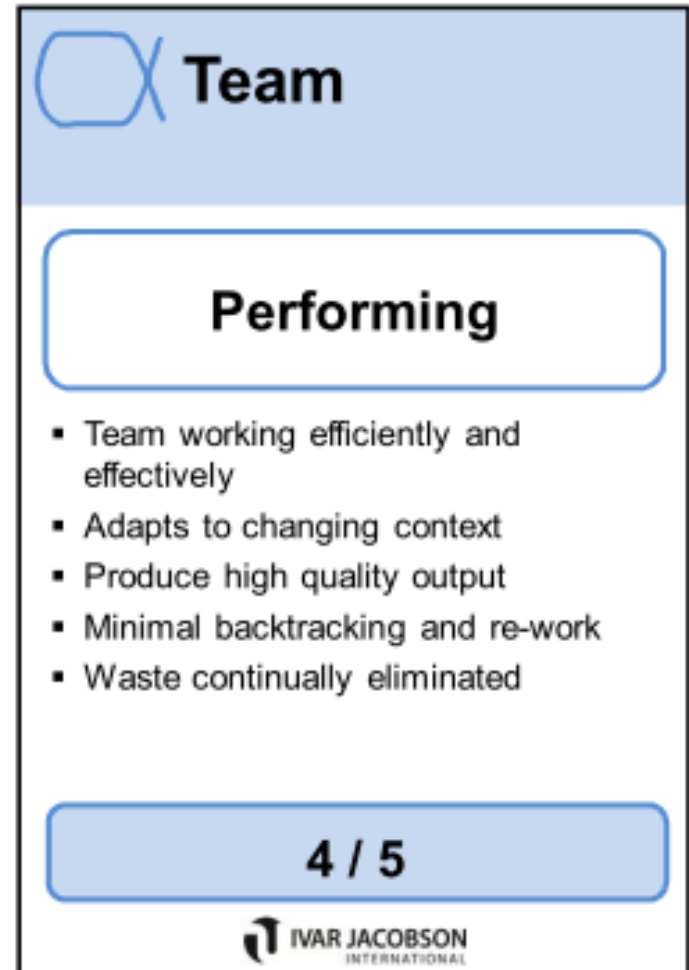 Team
Performing
▪ Team working efficiently and
effectively
▪ Adapts to changing context
▪ Produce high quality output
▪ Minimal backtracking and re-work
▪ Waste continually eliminated
4 / 5
IVAR JACOBSON
INTERNATIONAL